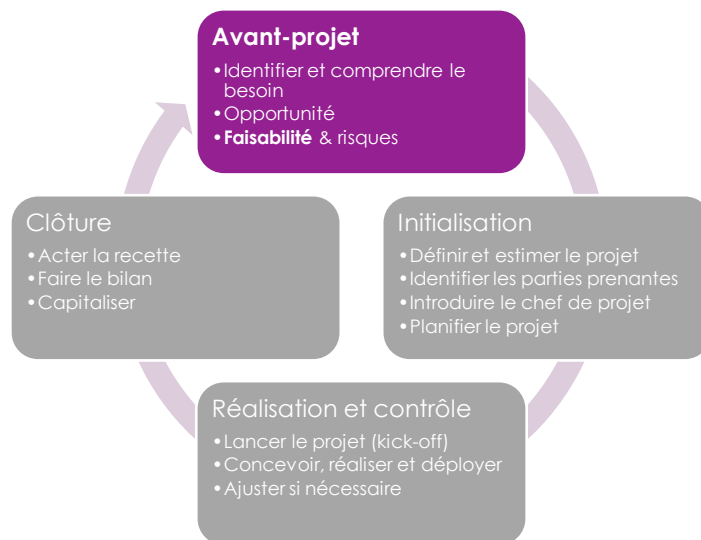 Avant-projet
•Identifier et comprendre le
besoin
•Opportunité
•Faisabilité & risques
Initialisation
•Définir et estimer le projet
•Identifier les parties prenantes
•Introduire le chef de projet
•Planifier le projet
Réalisation et contrôle
•Lancer le projet (kick-off)
•Concevoir, réaliser et déployer
•Ajuster si nécessaire
Clôture
•Acter la recette
•Faire le bilan
•Capitaliser